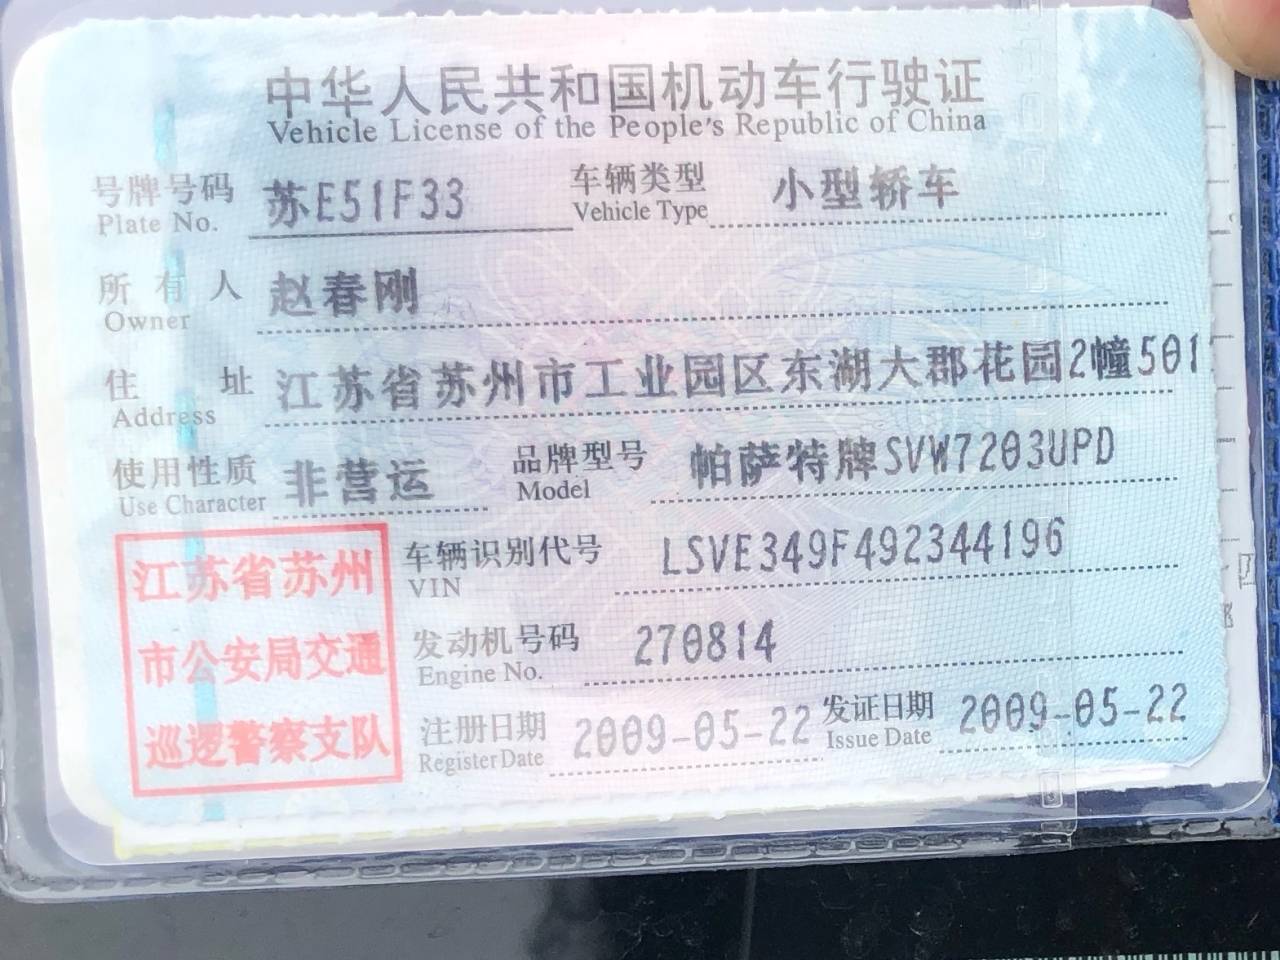 中华人民共和国机动车行驶证
Vehicle License of the People's Republic of China
号牌号码 苏E51F33 车辆类型 小型轿车
Plate No. Vehicle Type
所有人 赵春刚
Owner
住址 江苏省苏州市工业园区东湖大郡花园2幢501
Address
使用性质 非营运 品牌型号 帕萨特牌SVW7203UPD
Use Character Model
江苏省苏州
市公安局交通
巡逻警察支队
车辆识别代号 LSVE349F492344196
VIN
发动机号码 270814
Engine No.
注册日期 2009-05-22 发证日期 2009-05-22
Register Date Issue Date